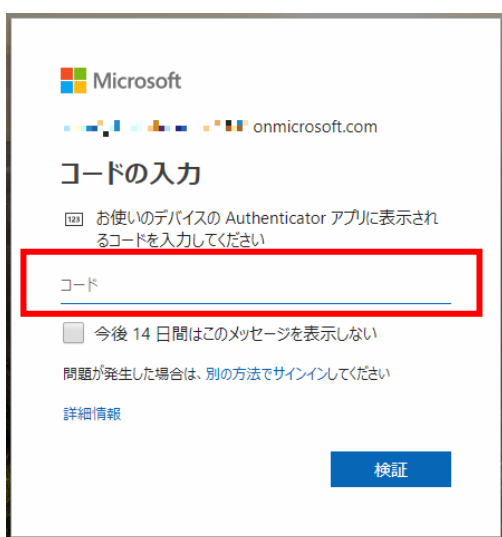 Microsoft
onmicrosoft.com
コードの入力
123 お使いのデバイスの Authenticator アプリに表示され
るコードを入力してください
コード
今後 14 日間はこのメッセージを表示しない
問題が発生した場合は、別の方法でサインインしてください
詳細情報
検証